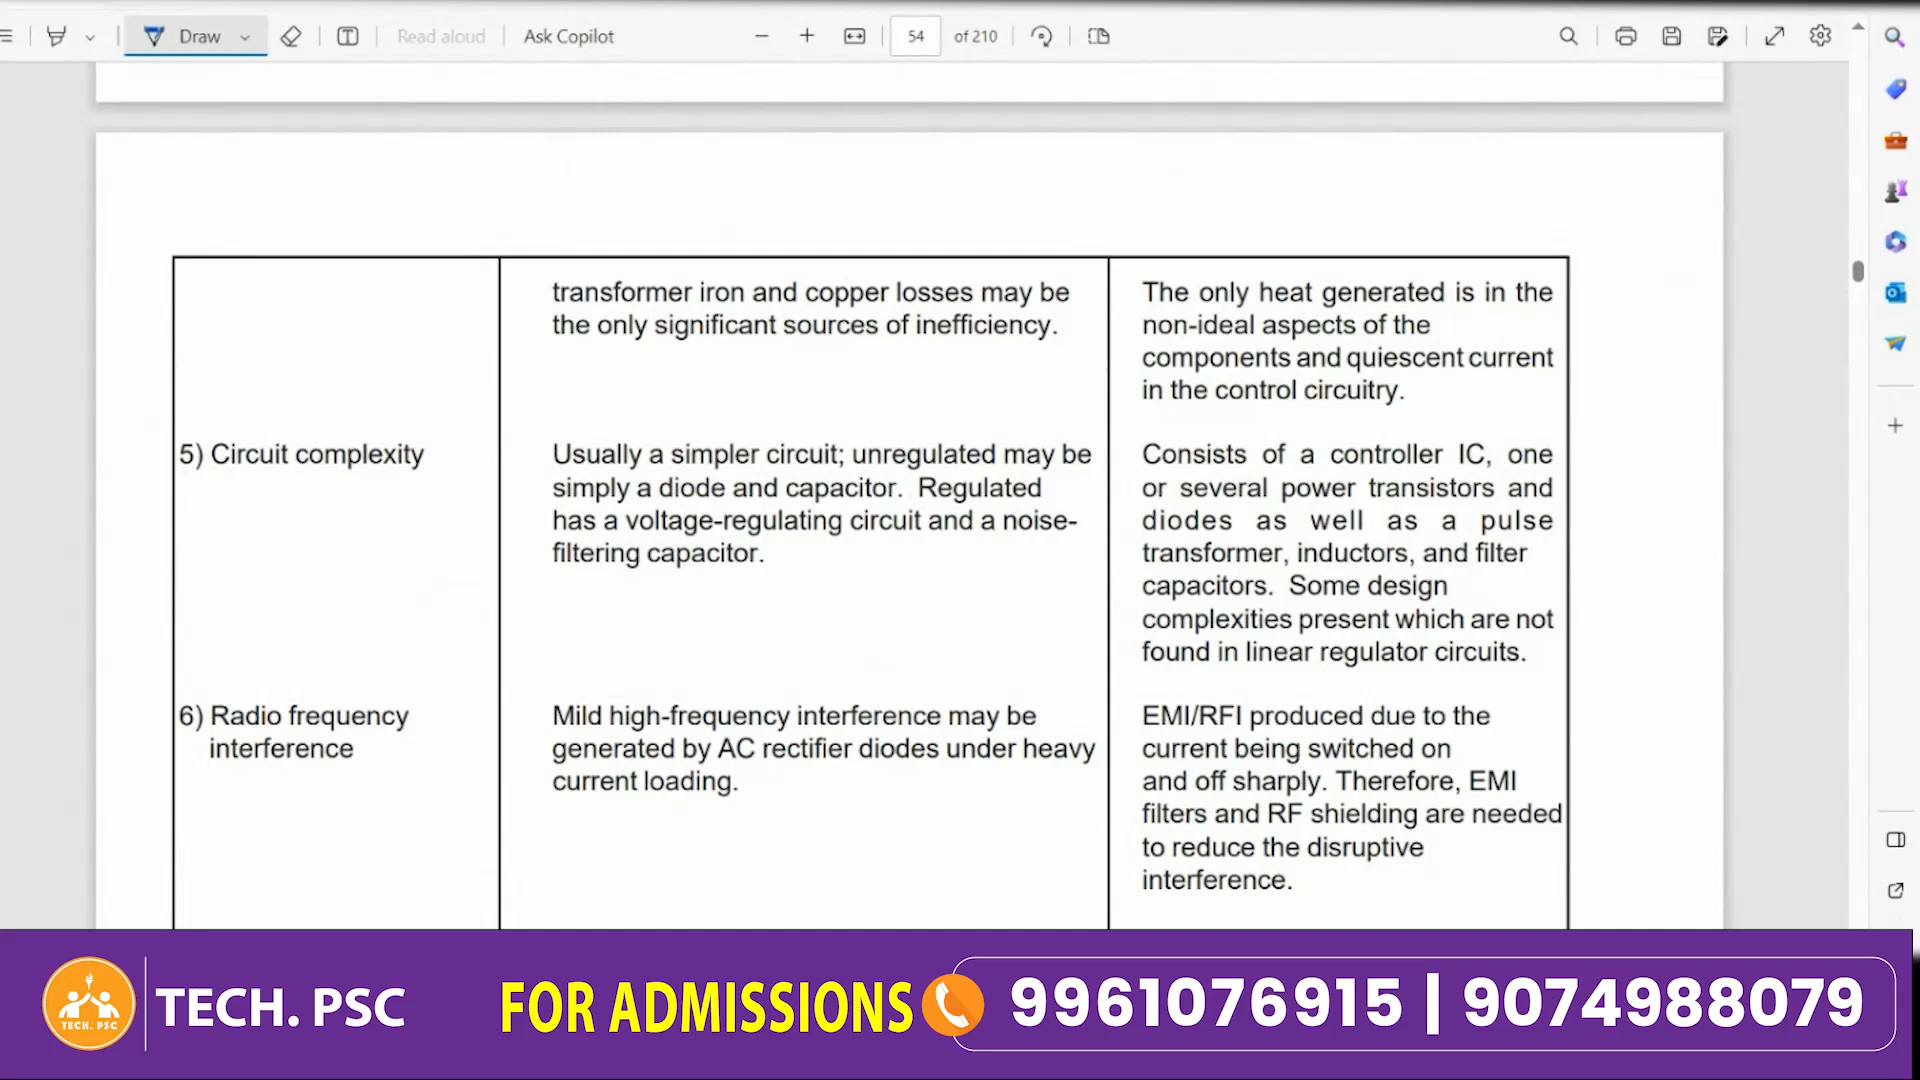 Draw
Read aloud
Ask Copilot
54
of 210
transformer iron and copper losses may be
the only significant sources of inefficiency.
The only heat generated is in the
non-ideal aspects of the
components and quiescent current
in the control circuitry.
5) Circuit complexity
Usually a simpler circuit; unregulated may be
simply a diode and capacitor. Regulated
has a voltage-regulating circuit and a noise-
filtering capacitor.
Consists of a controller IC, one
or several power transistors and
diodes as well as a pulse
transformer, inductors, and filter
capacitors. Some design
complexities present which are not
found in linear regulator circuits.
6) Radio frequency
interference
Mild high-frequency interference may be
generated by AC rectifier diodes under heavy
current loading.
EMI/RFI produced due to the
current being switched on
and off sharply. Therefore, EMI
filters and RF shielding are needed
to reduce the disruptive
interference.
TECH. PSC
TECH. PSC
FOR ADMISSIONS
9961076915 | 9074988079